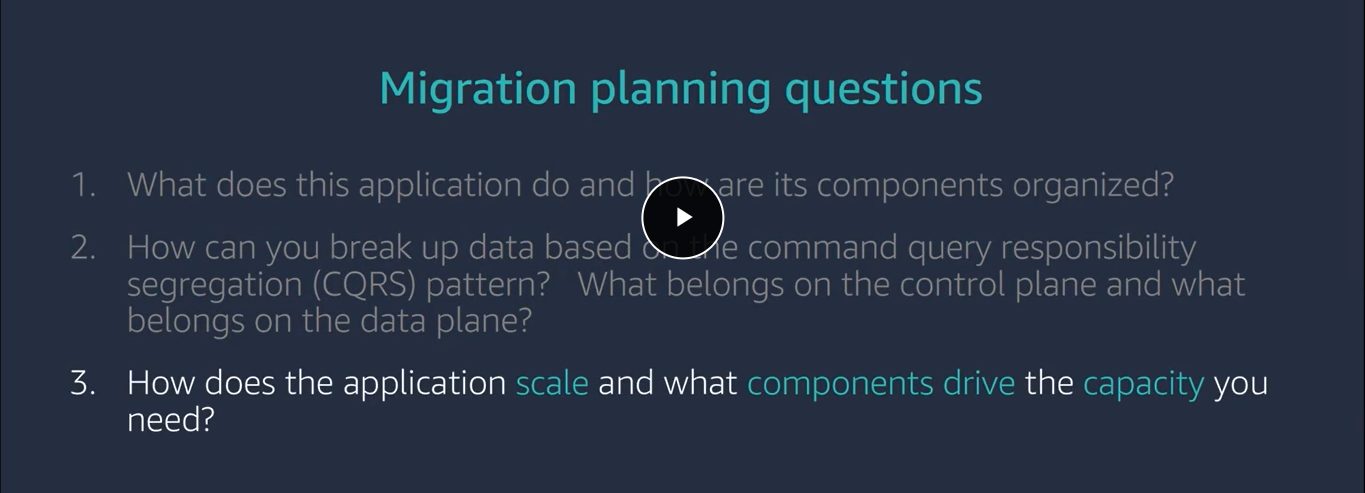 Migration planning questions
1. What does this application do and how are its components organized?
2. How can you break up data based on the command query responsibility
segregation (CQRS) pattern? What belongs on the control plane and what
belongs on the data plane?
3. How does the application scale and what components drive the capacity you
need?